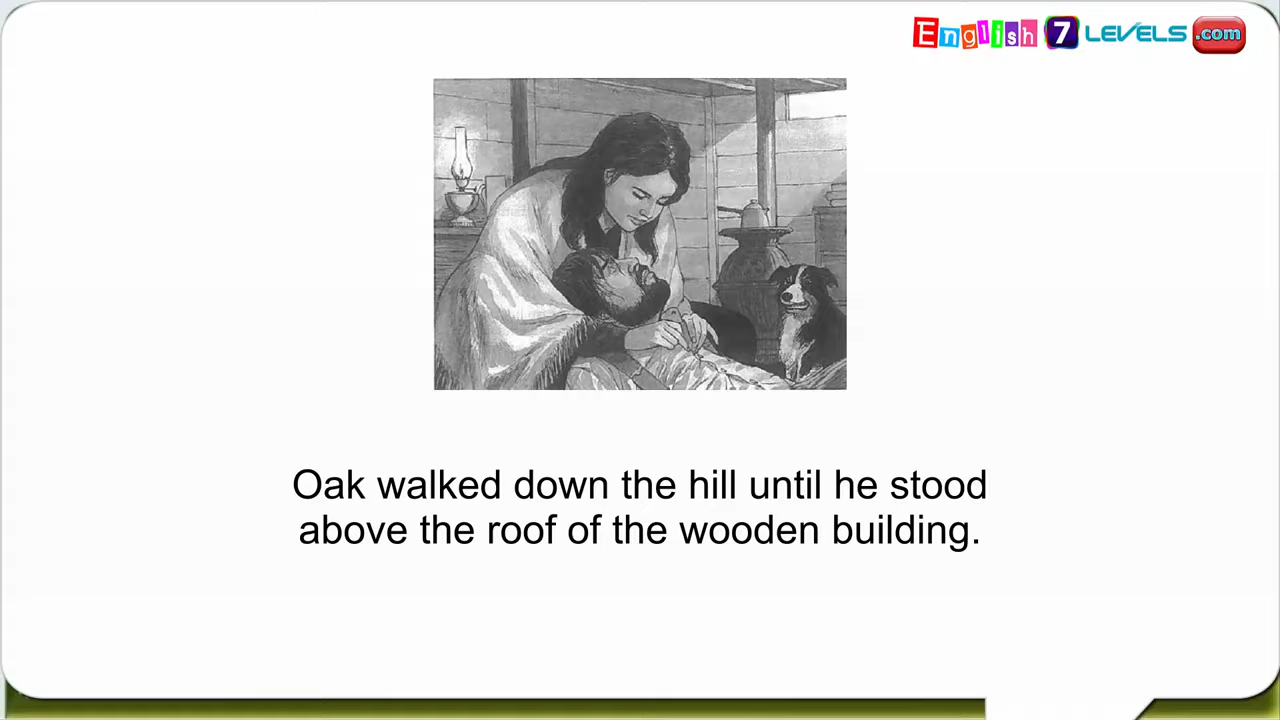 English 7 LEVELS .com
Oak walked down the hill until he stood
above the roof of the wooden building.